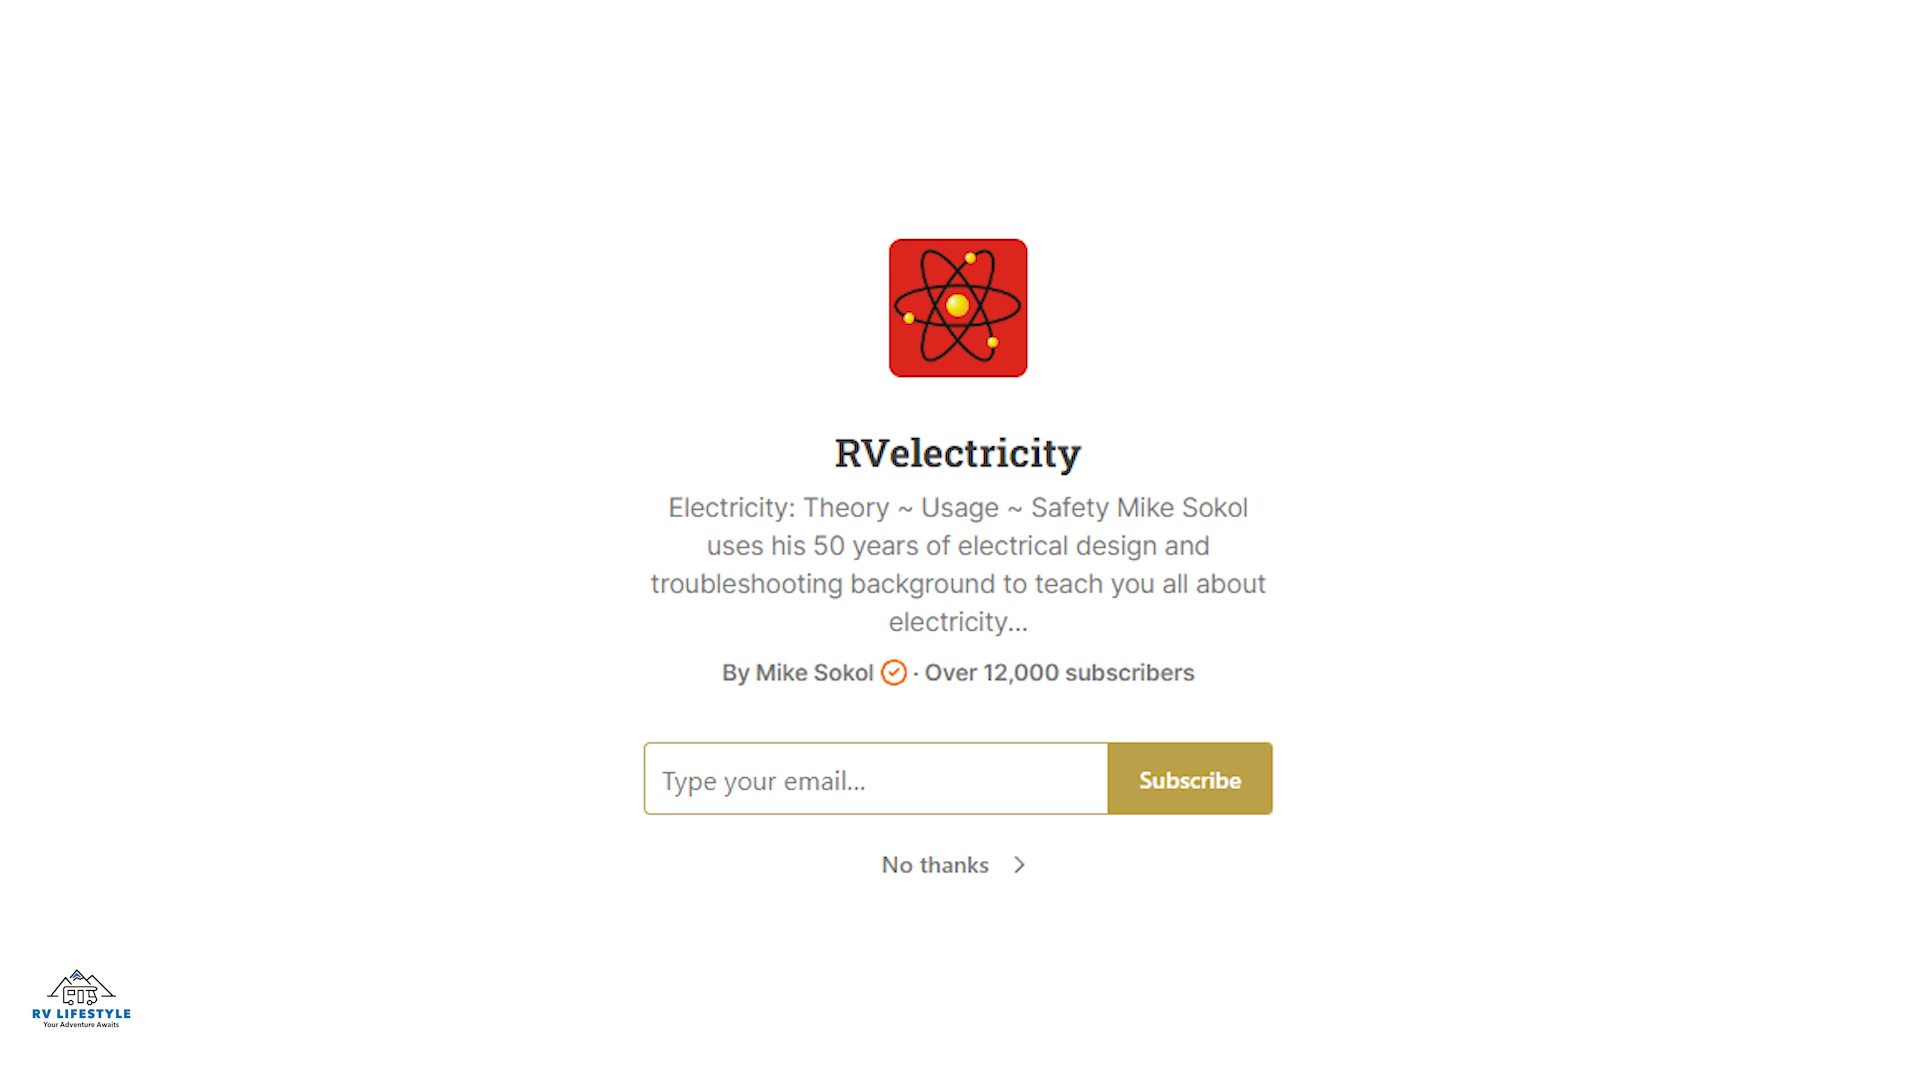 RVelectricity
Electricity: Theory ~ Usage ~ Safety Mike Sokol
uses his 50 years of electrical design and
troubleshooting background to teach you all about
electricity...
By Mike Sokol · Over 12,000 subscribers
Type your email...
Subscribe
No thanks
RV LIFESTYLE
Your Adventure Awaits